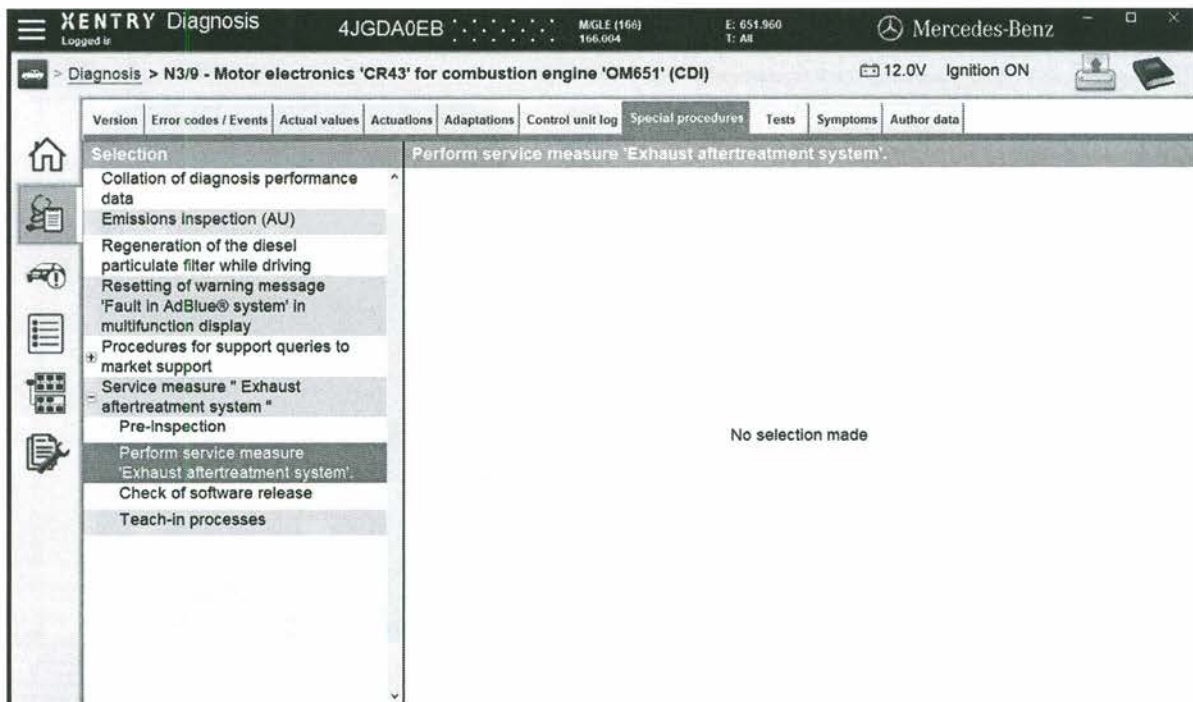 XENTRY Diagnosis
Logged is
4JGDA0EB
M/GLE (166)
166.004
E: 651.960
T: All
Mercedes-Benz
> Diagnosis > N3/9 - Motor electronics 'CR43' for combustion engine 'OM651' (CDI)
12.0V Ignition ON
Version Error codes / Events Actual values Actuations Adaptations Control unit log Special procedures Tests Symptoms Author data
Selection
Perform service measure 'Exhaust aftertreatment system'.
Collation of diagnosis performance
data
Emissions inspection (AU)
Regeneration of the diesel
particulate filter while driving
Resetting of warning message
'Fault in AdBlue® system' in
multifunction display
Procedures for support queries to
market support
Service measure " Exhaust
aftertreatment system "
Pre-inspection
Perform service measure
'Exhaust aftertreatment system'.
Check of software release
Teach-in processes
No selection made